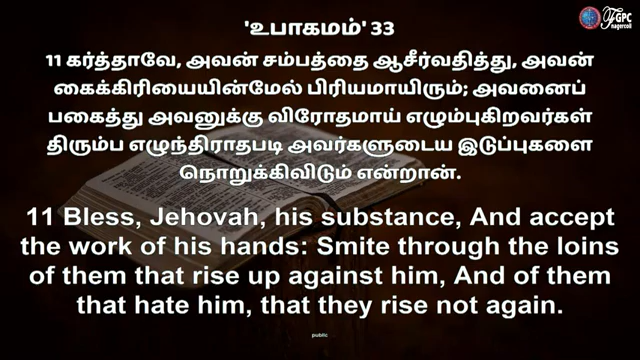 'உபாகமம்' 33
FGPC
nagercoil
11 கர்த்தாவே, அவன் சம்பத்தை ஆசீர்வதித்து, அவன்
கைக்கிரியையின்மேல் பிரியமாயிரும்; அவனைப்
பகைத்து அவனுக்கு விரோதமாய் எழும்புகிறவர்கள்
திரும்ப எழுந்திராதபடி அவர்களுடைய இடுப்புகளை
நொறுக்கிவிடும் என்றான்.
11 Bless, Jehovah, his substance, And accept
the work of his hands: Smite through the loins
of them that rise up against him, And of them
that hate him, that they rise not again.
public